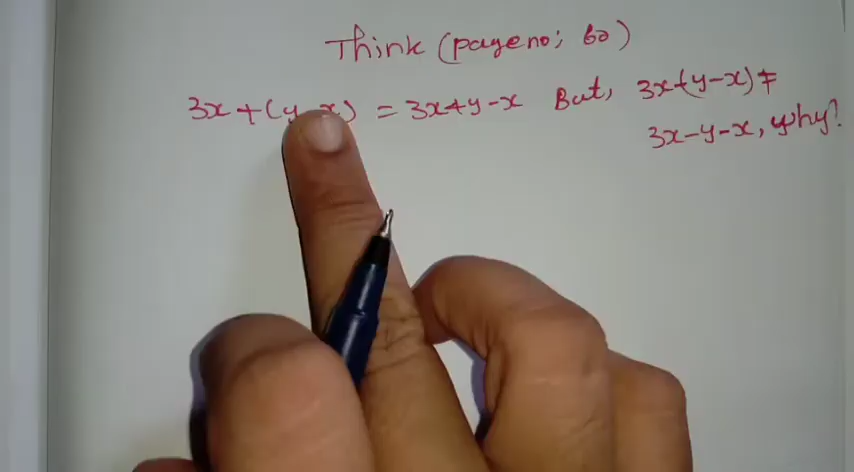 Think (page no; 60)
3x + (y-x) = 3x+y-x But, 3x-(y-x) ≠
3x-y-x, why?